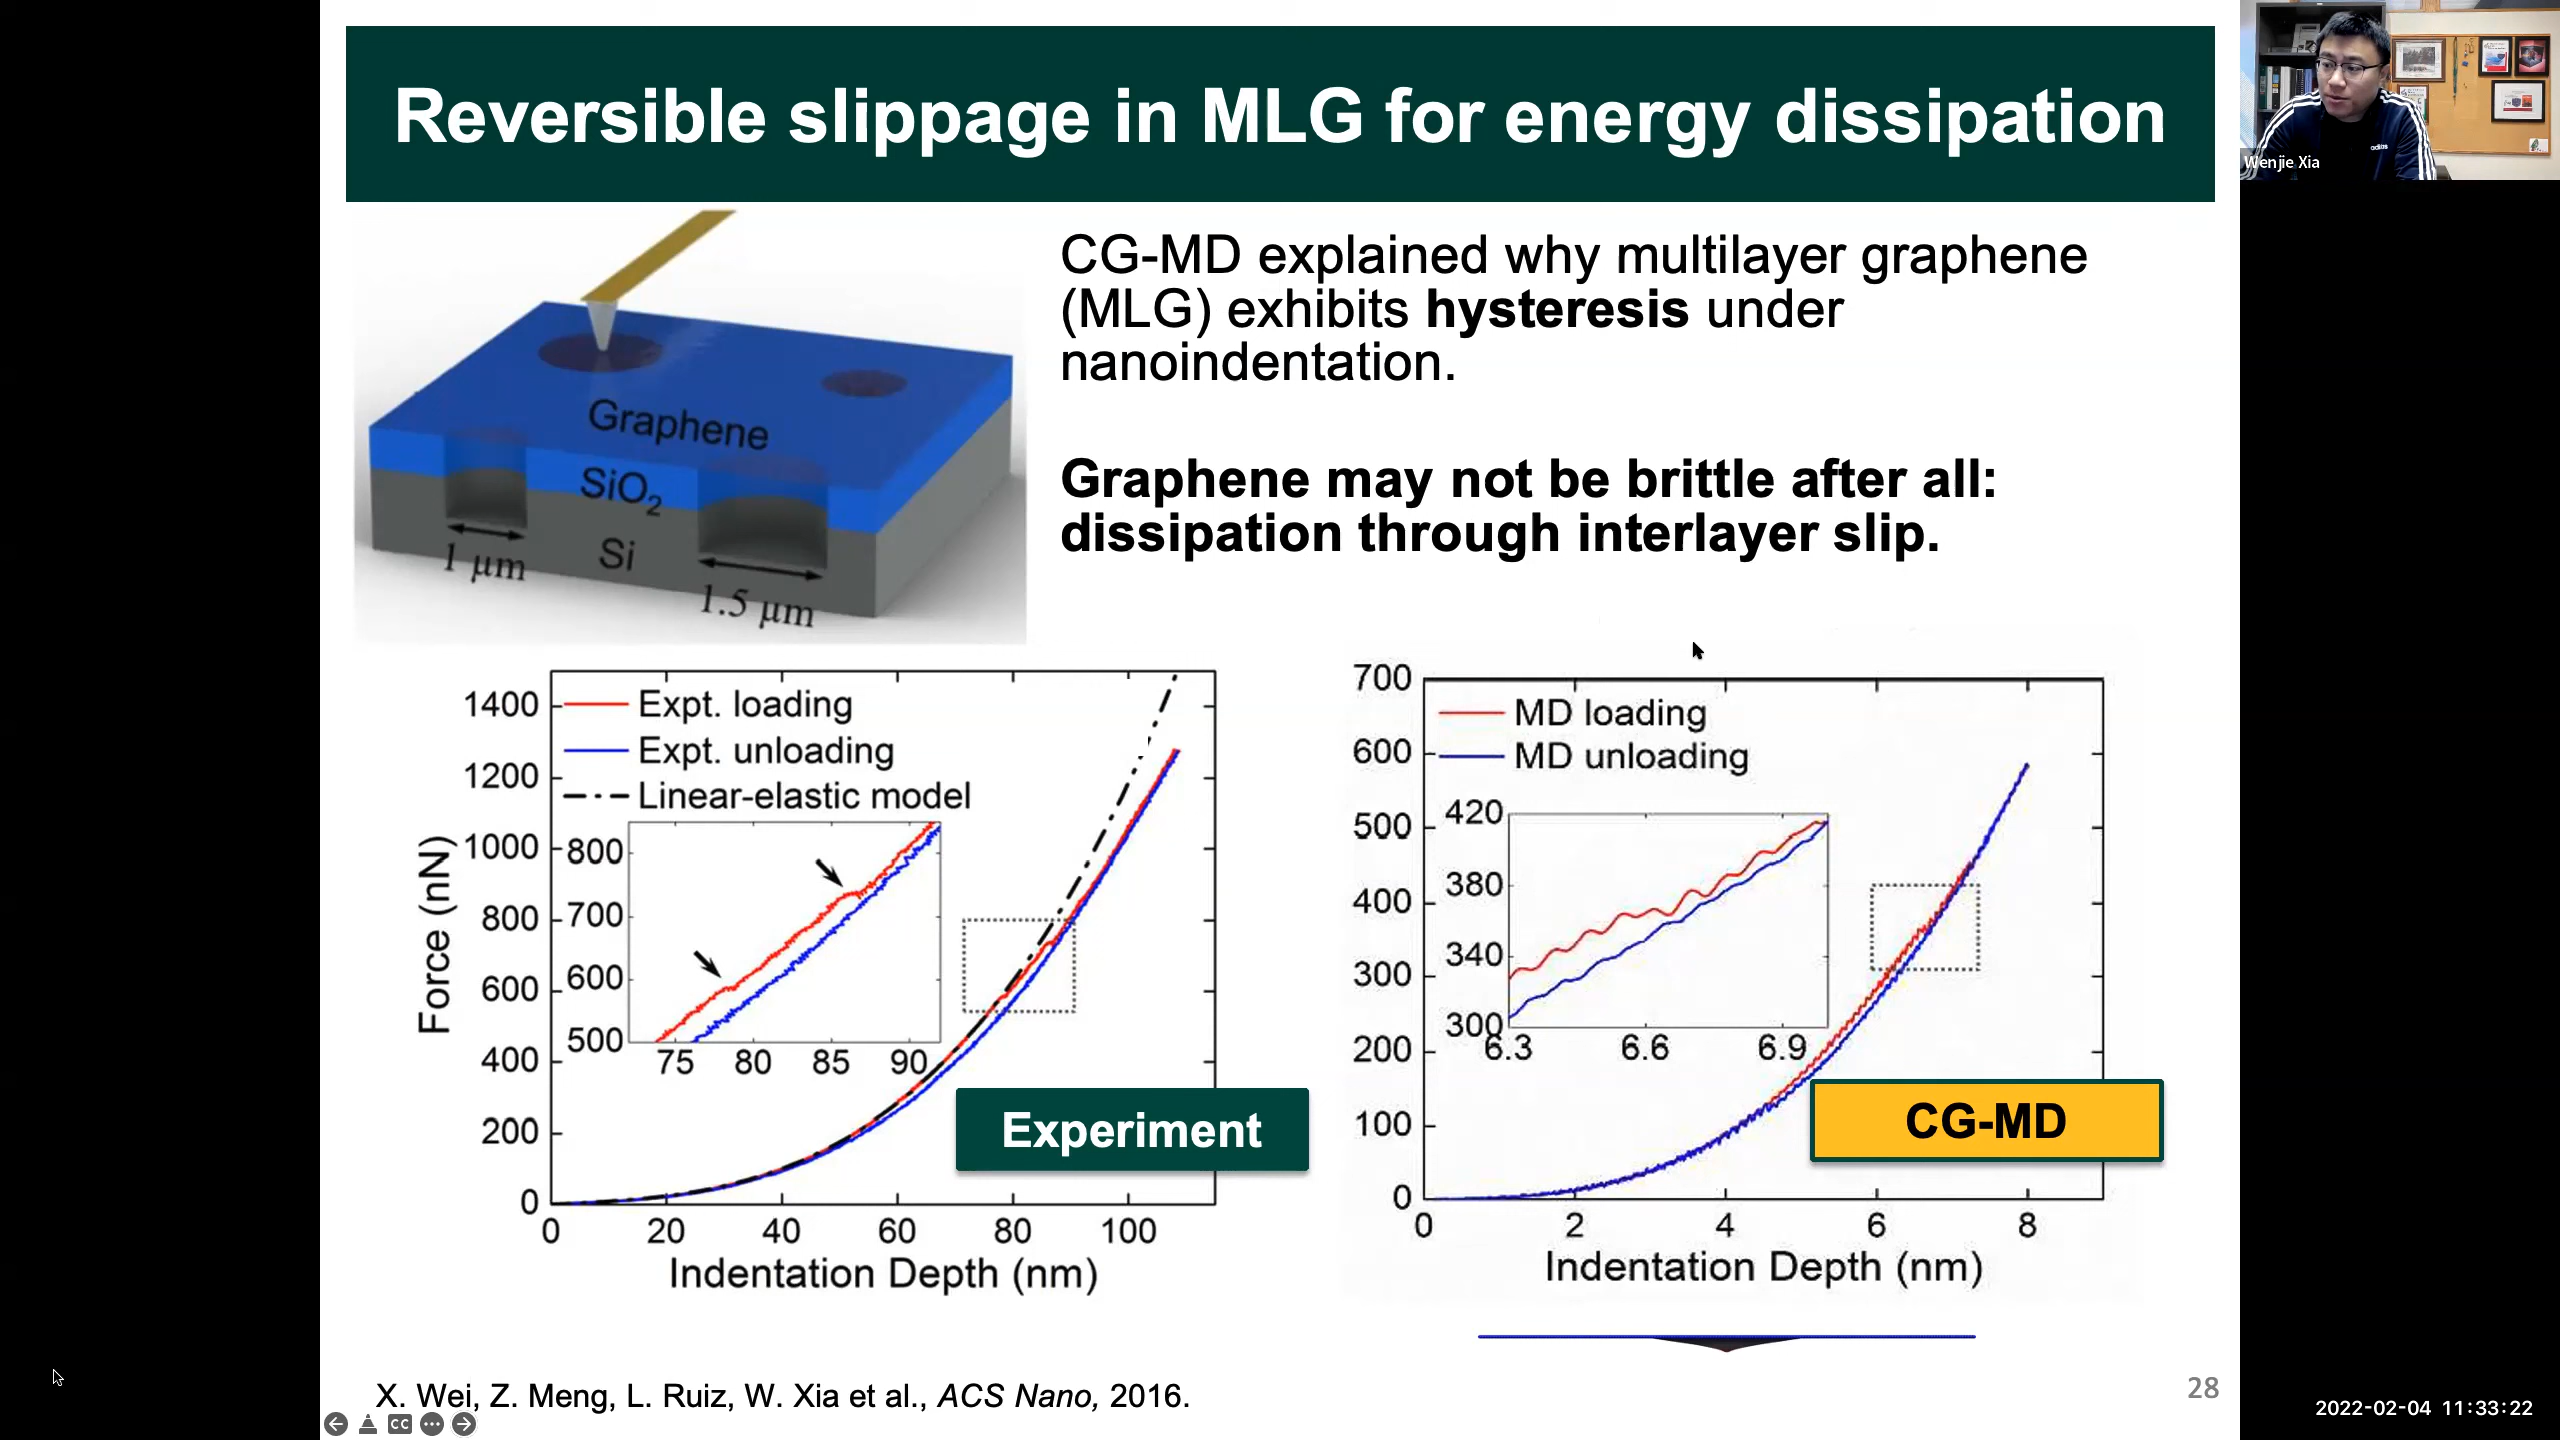 Reversible slippage in MLG for energy dissipation
Wenjie Xia
adidas
CG-MD explained why multilayer graphene
(MLG) exhibits hysteresis under
nanoindentation.
Graphene may not be brittle after all:
dissipation through interlayer slip.
Graphene
SiO2
Si
1 μm
1.5 μm
Expt. loading
Expt. unloading
Linear-elastic model
Force (nN)
1400
1200
1000
800
600
400
200
0
800
700
600
500
75 80 85 90
0 20 40 60 80 100
Indentation Depth (nm)
Experiment
MD loading
MD unloading
700
600
500
400
300
200
100
0
420
380
340
300
6.3 6.6 6.9
0 2 4 6 8
Indentation Depth (nm)
CG-MD
X. Wei, Z. Meng, L. Ruiz, W. Xia et al., ACS Nano, 2016.
28
CC
2022-02-04 11:33:22